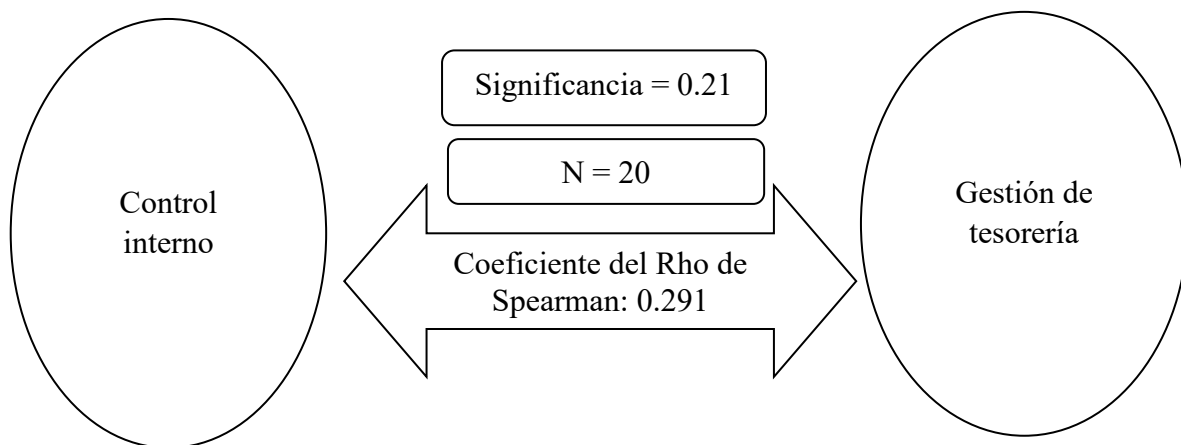 Significancia = 0.21
N = 20
Control
interno
Coeficiente del Rho de
Spearman: 0.291
Gestión de
tesorería